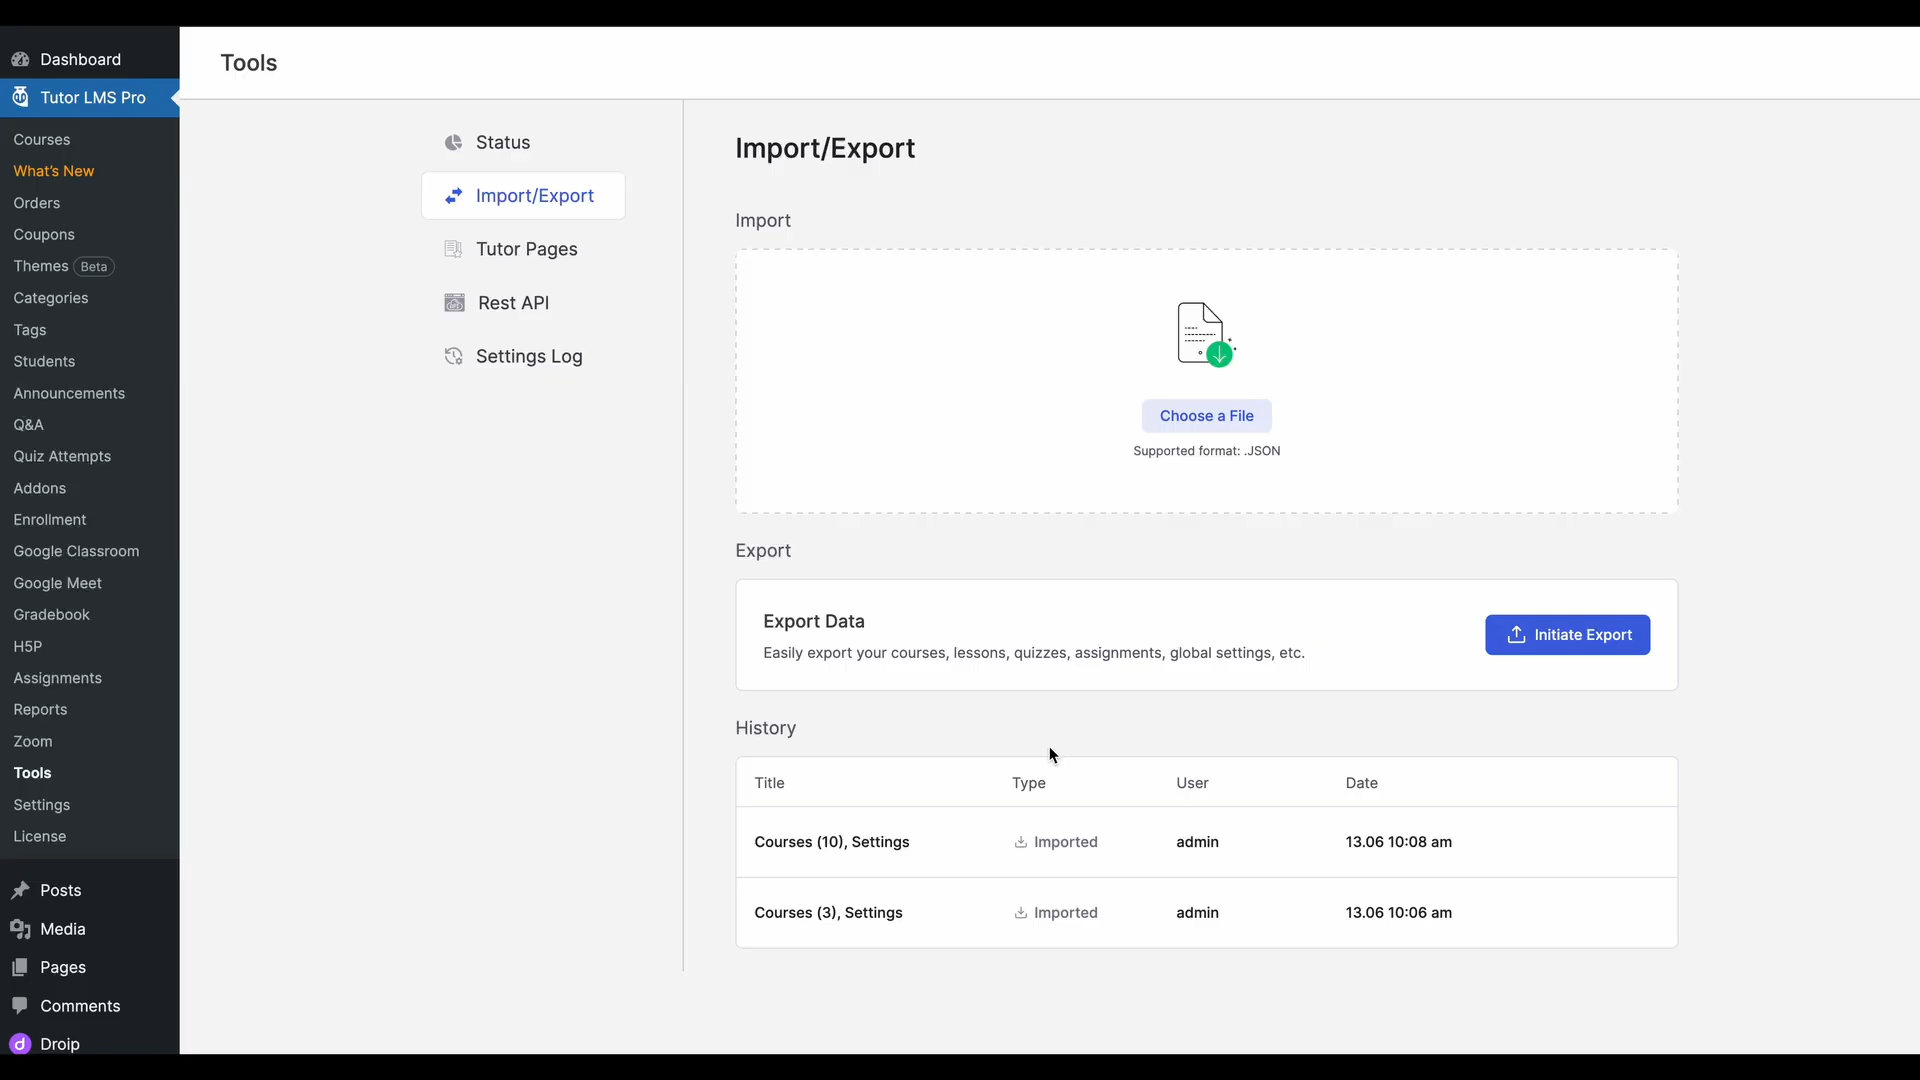 Dashboard
Tutor LMS Pro
Courses
What's New
Orders
Coupons
Themes Beta
Categories
Tags
Students
Announcements
Q&A
Quiz Attempts
Addons
Enrollment
Google Classroom
Google Meet
Gradebook
H5P
Assignments
Reports
Zoom
Tools
Settings
License
Posts
Media
Pages
Comments
Droip
Tools
Status
Import/Export
Tutor Pages
Rest API
Settings Log
Import/Export
Import
Choose a File
Supported format: .JSON
Export
Export Data
Easily export your courses, lessons, quizzes, assignments, global settings, etc.
Initiate Export
History
Title Type User Date
Courses (10), Settings Imported admin 13.06 10:08 am
Courses (3), Settings Imported admin 13.06 10:06 am